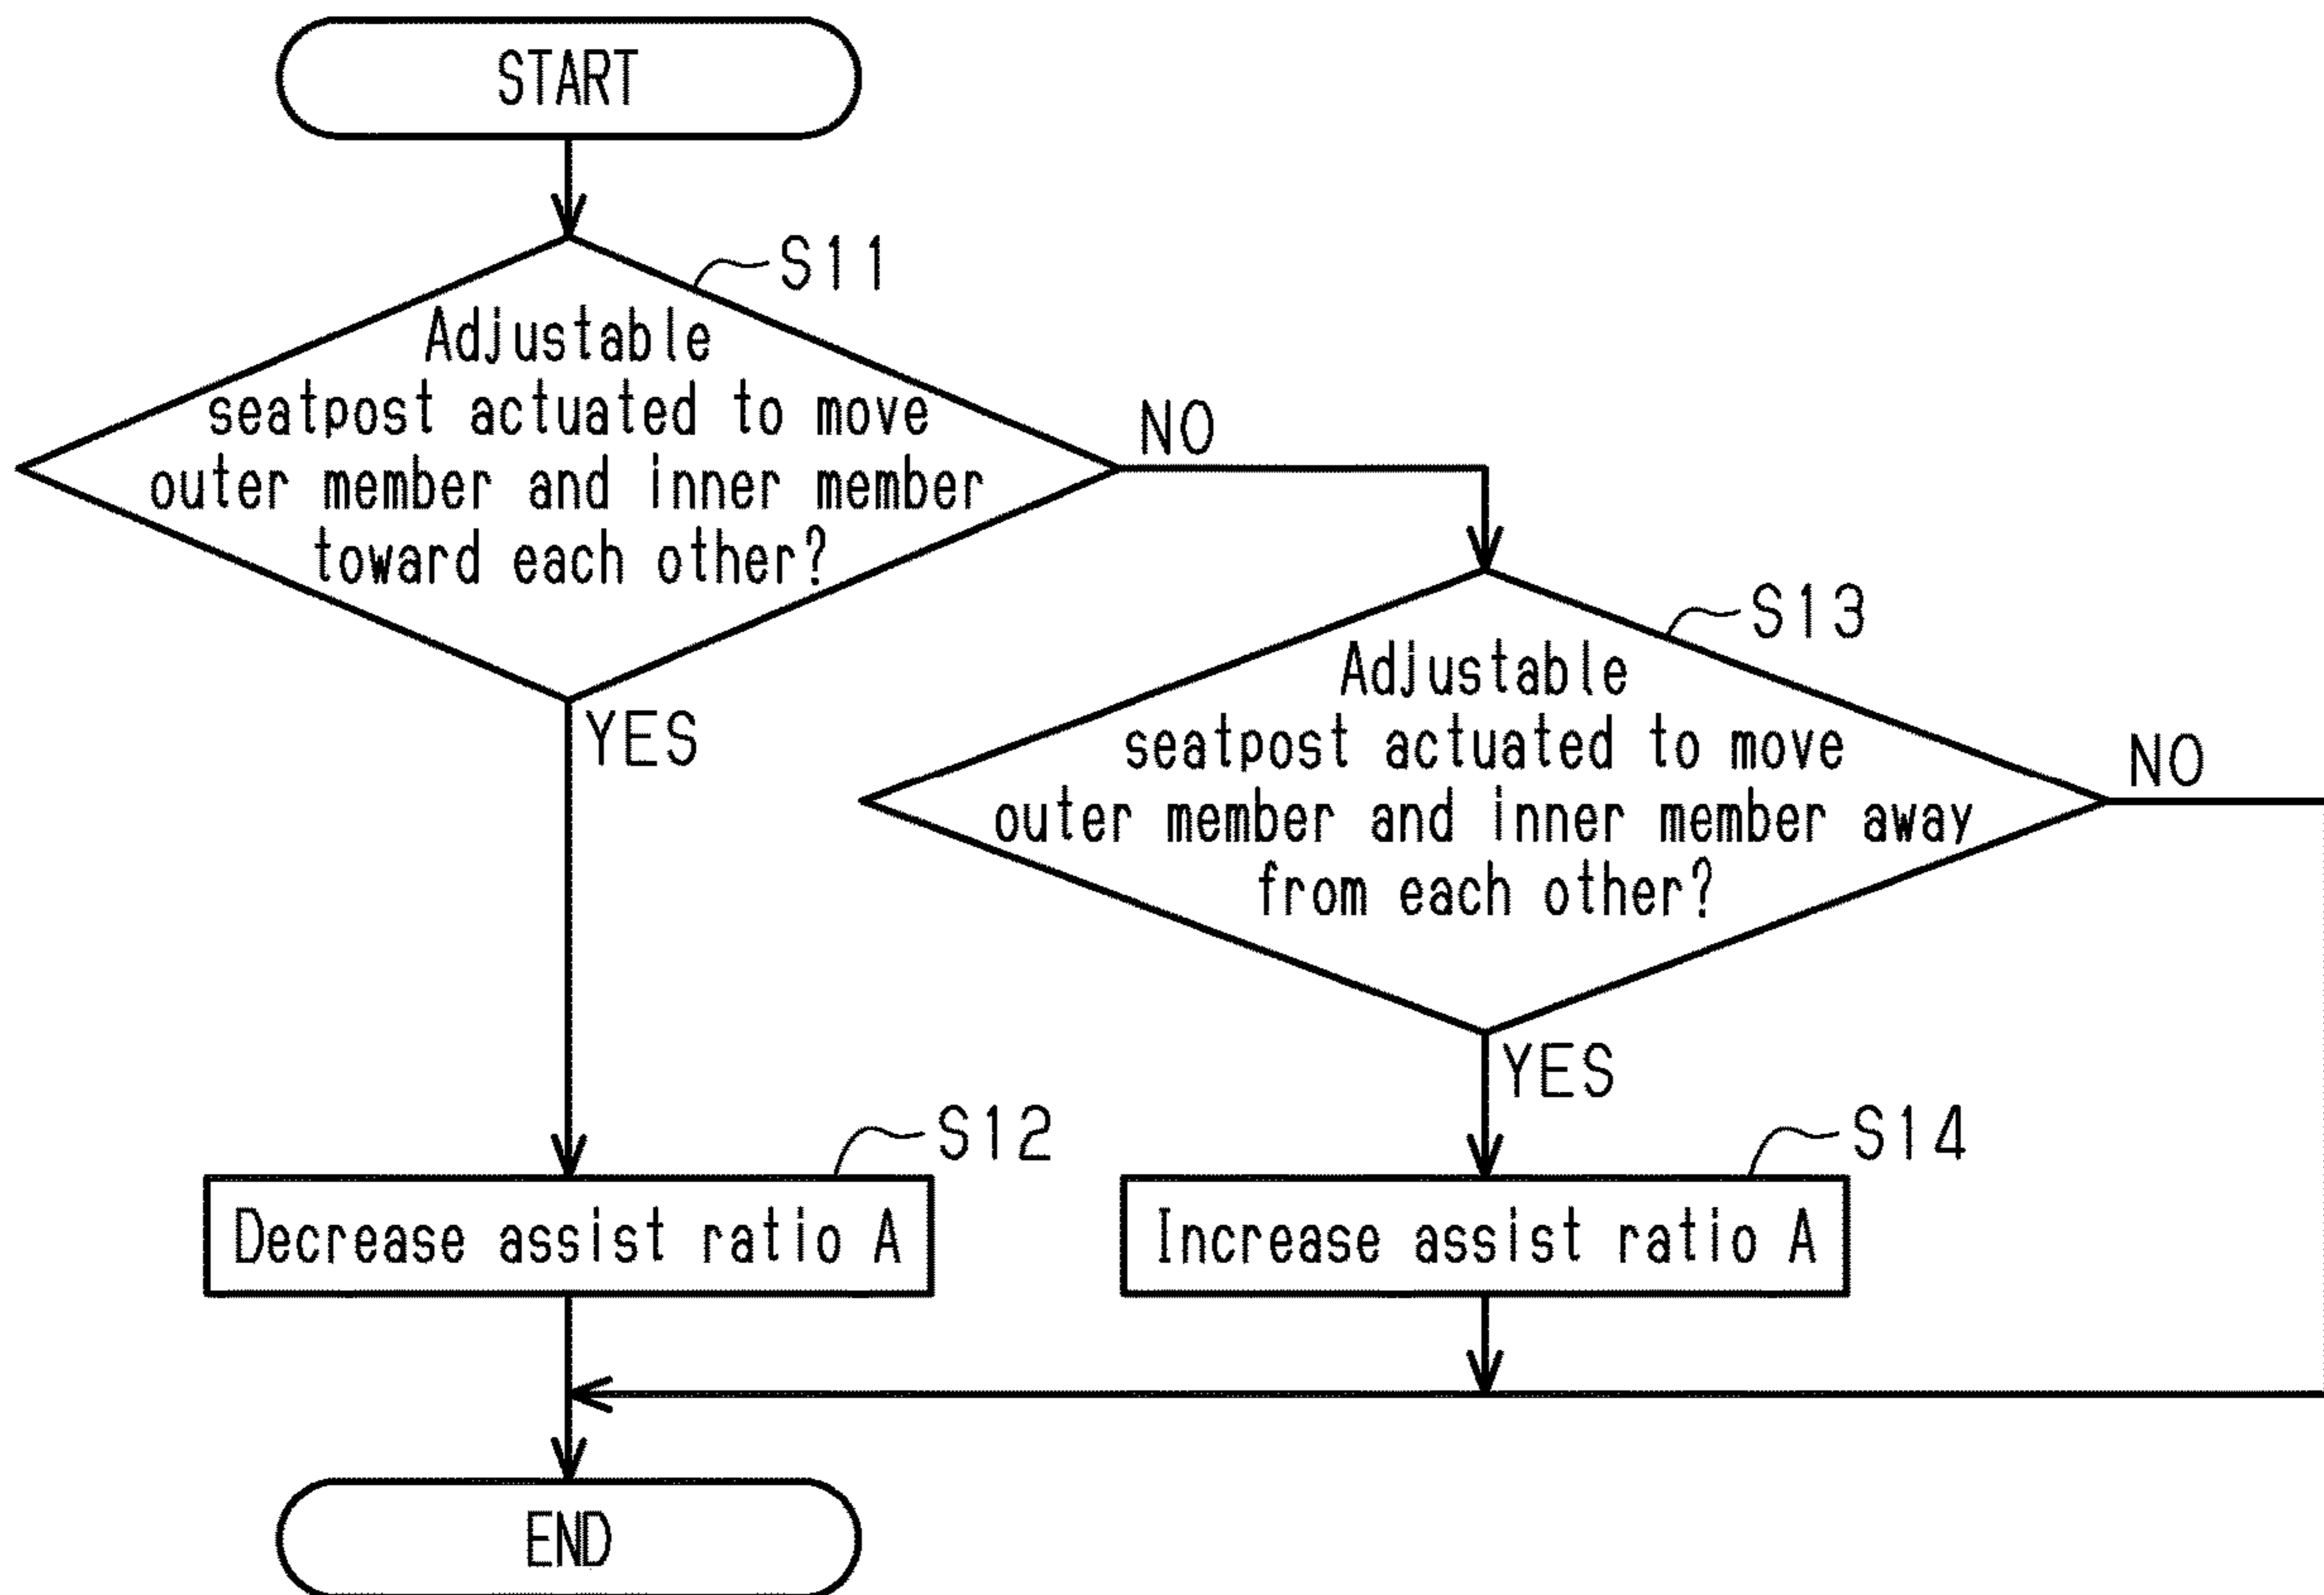 START
S11
Adjustable
seatpost actuated to move
outer member and inner member
toward each other?
NO
YES
S13
Adjustable
seatpost actuated to move
outer member and inner member away
from each other?
NO
YES
S12
Decrease assist ratio A
S14
Increase assist ratio A
END